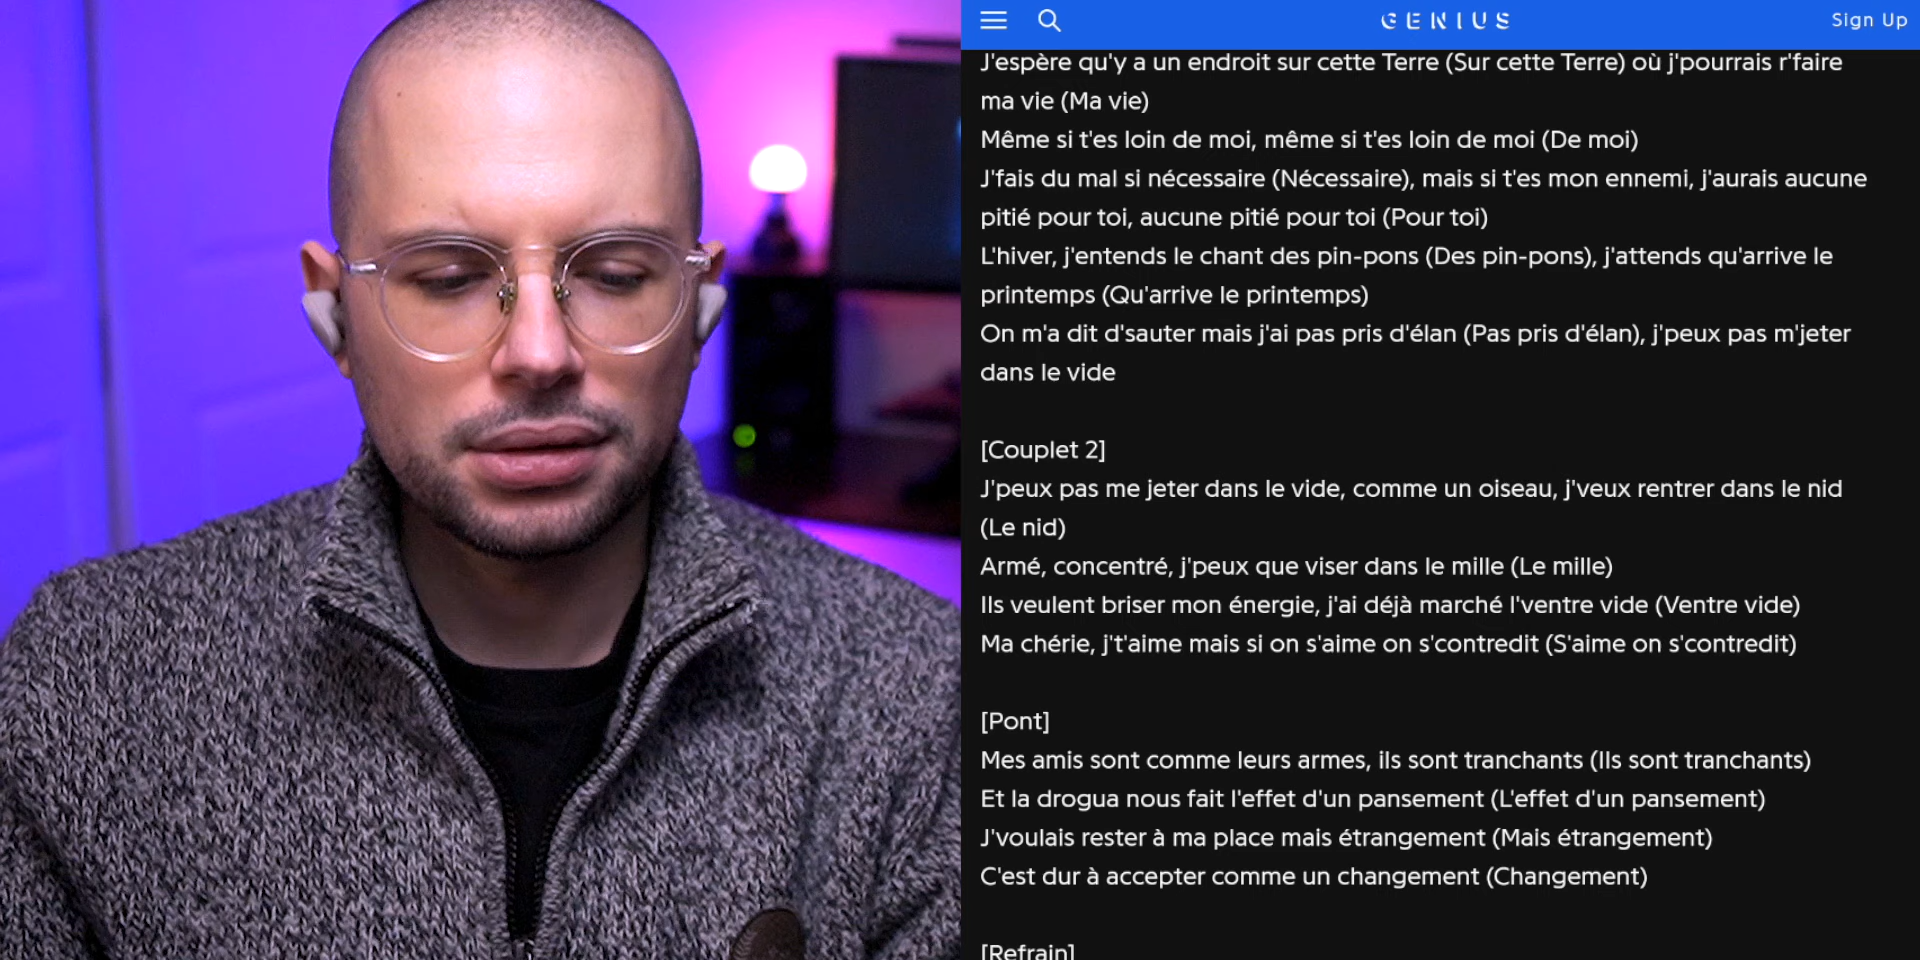 GENIUS
Sign Up
J'espère qu'y a un endroit sur cette Terre (Sur cette Terre) où j'pourrais r'faire
ma vie (Ma vie)
Même si t'es loin de moi, même si t'es loin de moi (De moi)
J'fais du mal si nécessaire (Nécessaire), mais si t'es mon ennemi, j'aurais aucune
pitié pour toi, aucune pitié pour toi (Pour toi)
L'hiver, j'entends le chant des pin-pons (Des pin-pons), j'attends qu'arrive le
printemps (Qu'arrive le printemps)
On m'a dit d'sauter mais j'ai pas pris d'élan (Pas pris d'élan), j'peux pas m'jeter
dans le vide
[Couplet 2]
J'peux pas me jeter dans le vide, comme un oiseau, j'veux rentrer dans le nid
(Le nid)
Armé, concentré, j'peux que viser dans le mille (Le mille)
Ils veulent briser mon énergie, j'ai déjà marché l'ventre vide (Ventre vide)
Ma chérie, j't'aime mais si on s'aime on s'contredit (S'aime on s'contredit)
[Pont]
Mes amis sont comme leurs armes, ils sont tranchants (Ils sont tranchants)
Et la drogua nous fait l'effet d'un pansement (L'effet d'un pansement)
J'voulais rester à ma place mais étrangement (Mais étrangement)
C'est dur à accepter comme un changement (Changement)
[Refrain]